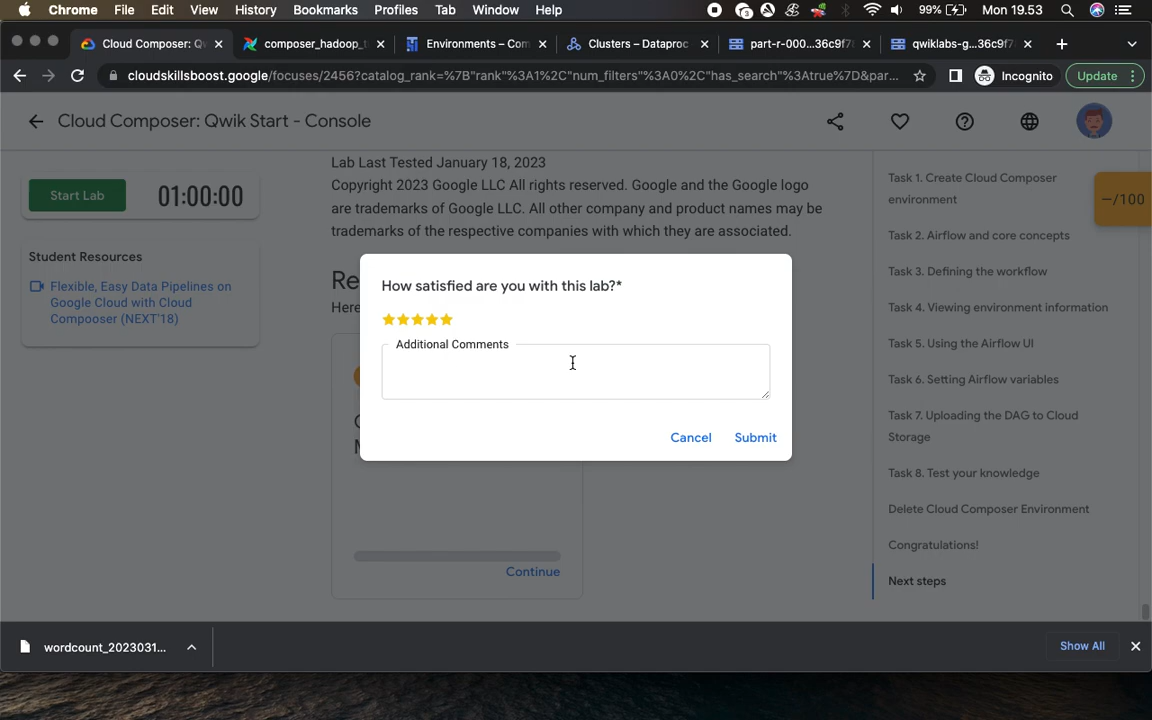 Chrome File Edit View History Bookmarks Profiles Tab Window Help 3 99% Mon 19.53
Cloud Composer: Q composer_hadoop_t Environments – Com Clusters – Dataproc part-r-000...36c9f7 qwiklabs-g...36c9f7
cloudskillsboost.google/focuses/2456?catalog_rank=%7B"rank"%3A1%2C"num_filters"%3A0%2C"has_search"%3Atrue%7D&par... Incognito Update
Cloud Composer: Qwik Start - Console
Start Lab 01:00:00
Student Resources
Flexible, Easy Data Pipelines on
Google Cloud with Cloud
Compooser (NEXT'18)
Lab Last Tested January 18, 2023
Copyright 2023 Google LLC All rights reserved. Google and the Google logo
are trademarks of Google LLC. All other company and product names may be
trademarks of the respective companies with which they are associated.
Re
Here
How satisfied are you with this lab?*
Additional Comments
Cancel Submit
Continue
Task 1. Create Cloud Composer
environment
–/100
Task 2. Airflow and core concepts
Task 3. Defining the workflow
Task 4. Viewing environment information
Task 5. Using the Airflow UI
Task 6. Setting Airflow variables
Task 7. Uploading the DAG to Cloud
Storage
Task 8. Test your knowledge
Delete Cloud Composer Environment
Congratulations!
Next steps
wordcount_2023031... Show All